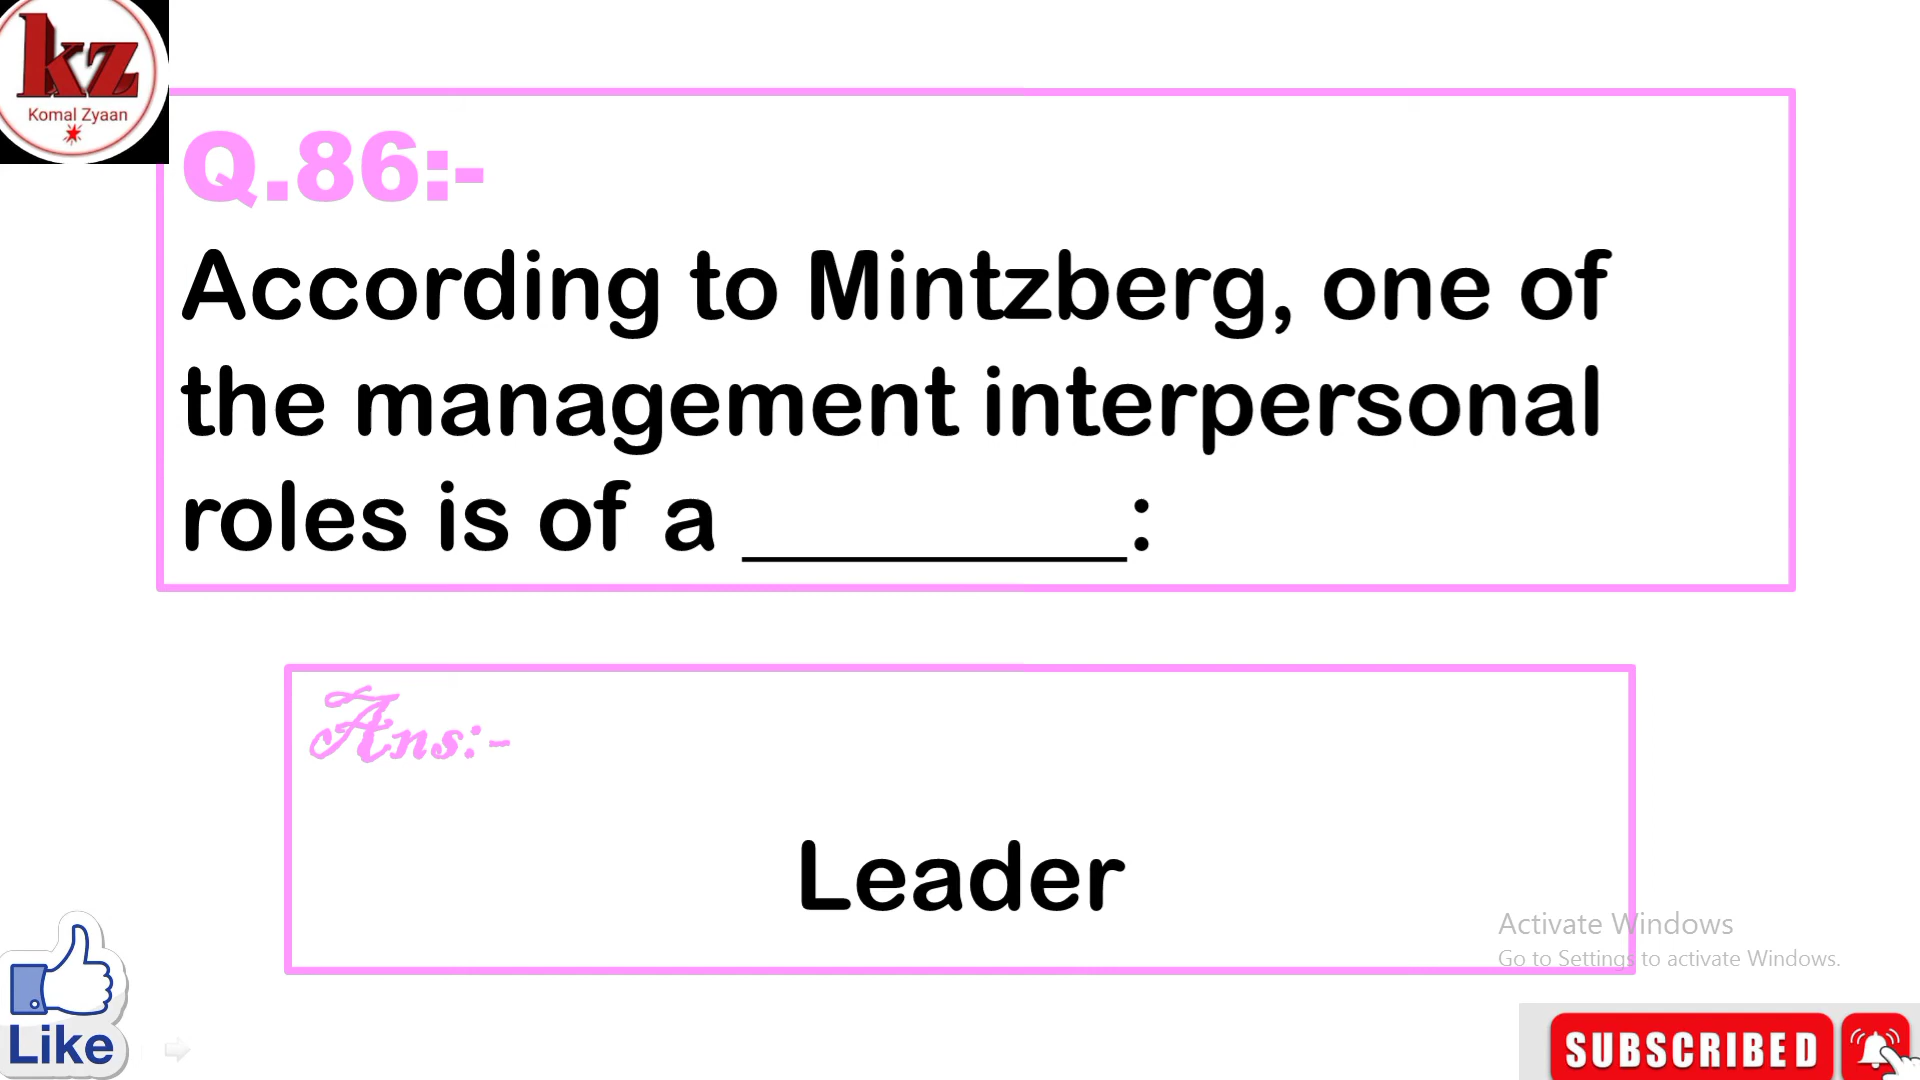 kz
Komal Zyaan
Q.86:-
According to Mintzberg, one of
the management interpersonal
roles is of a ________:
Ans:-
Leader
Activate Windows
Go to Settings to activate Windows.
Like
SUBSCRIBED